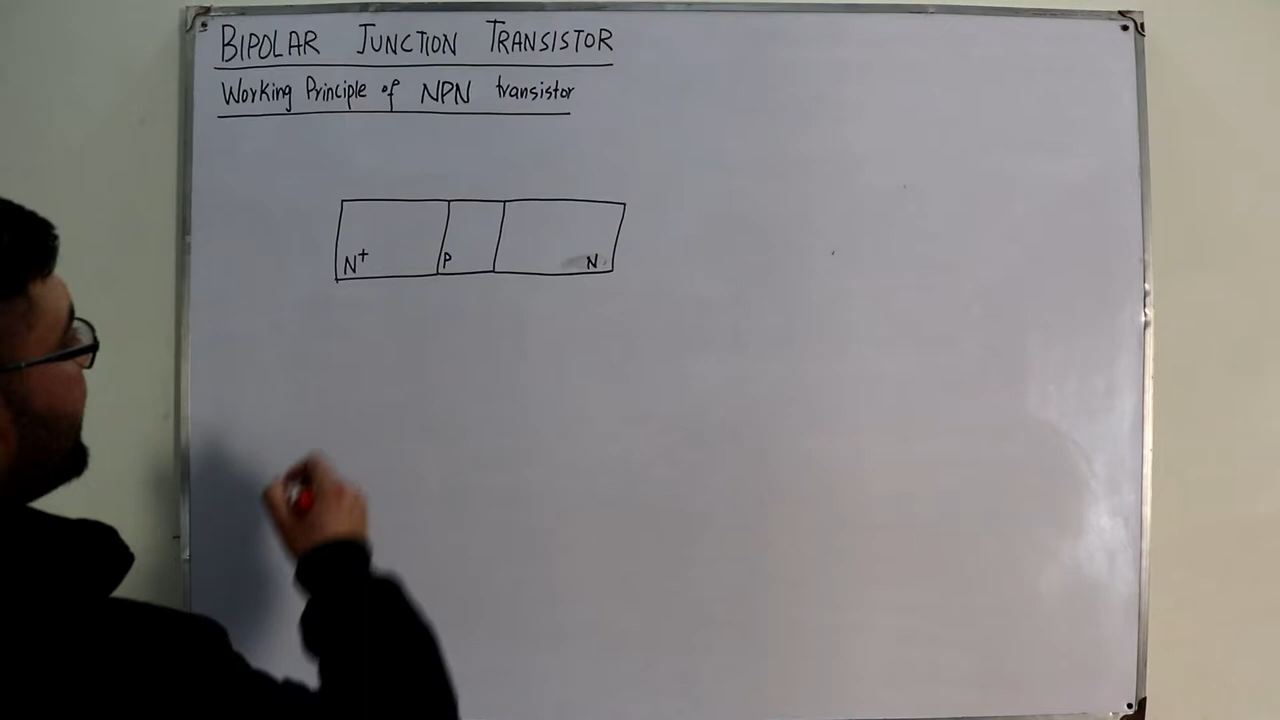 BIPOLAR JUNCTION TRANSISTOR
Working Principle of NPN transistor
N+ P N